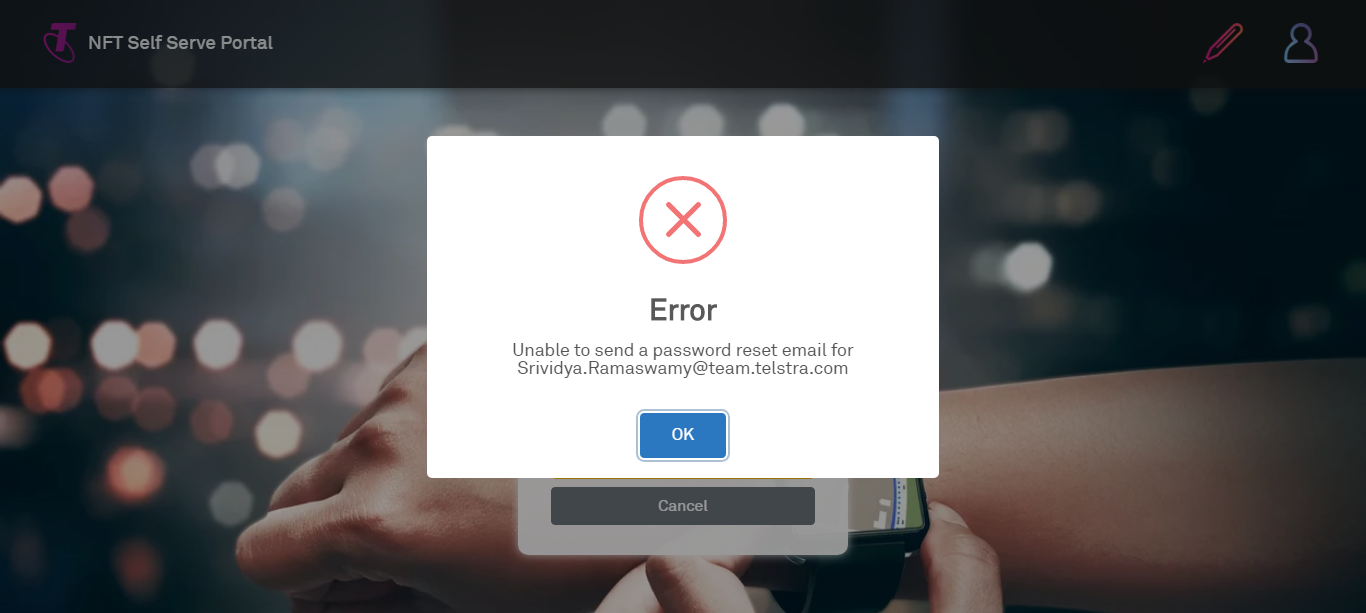 NFT Self Serve Portal
Error
Unable to send a password reset email for
Srividya.Ramaswamy@team.telstra.com
OK
Cancel